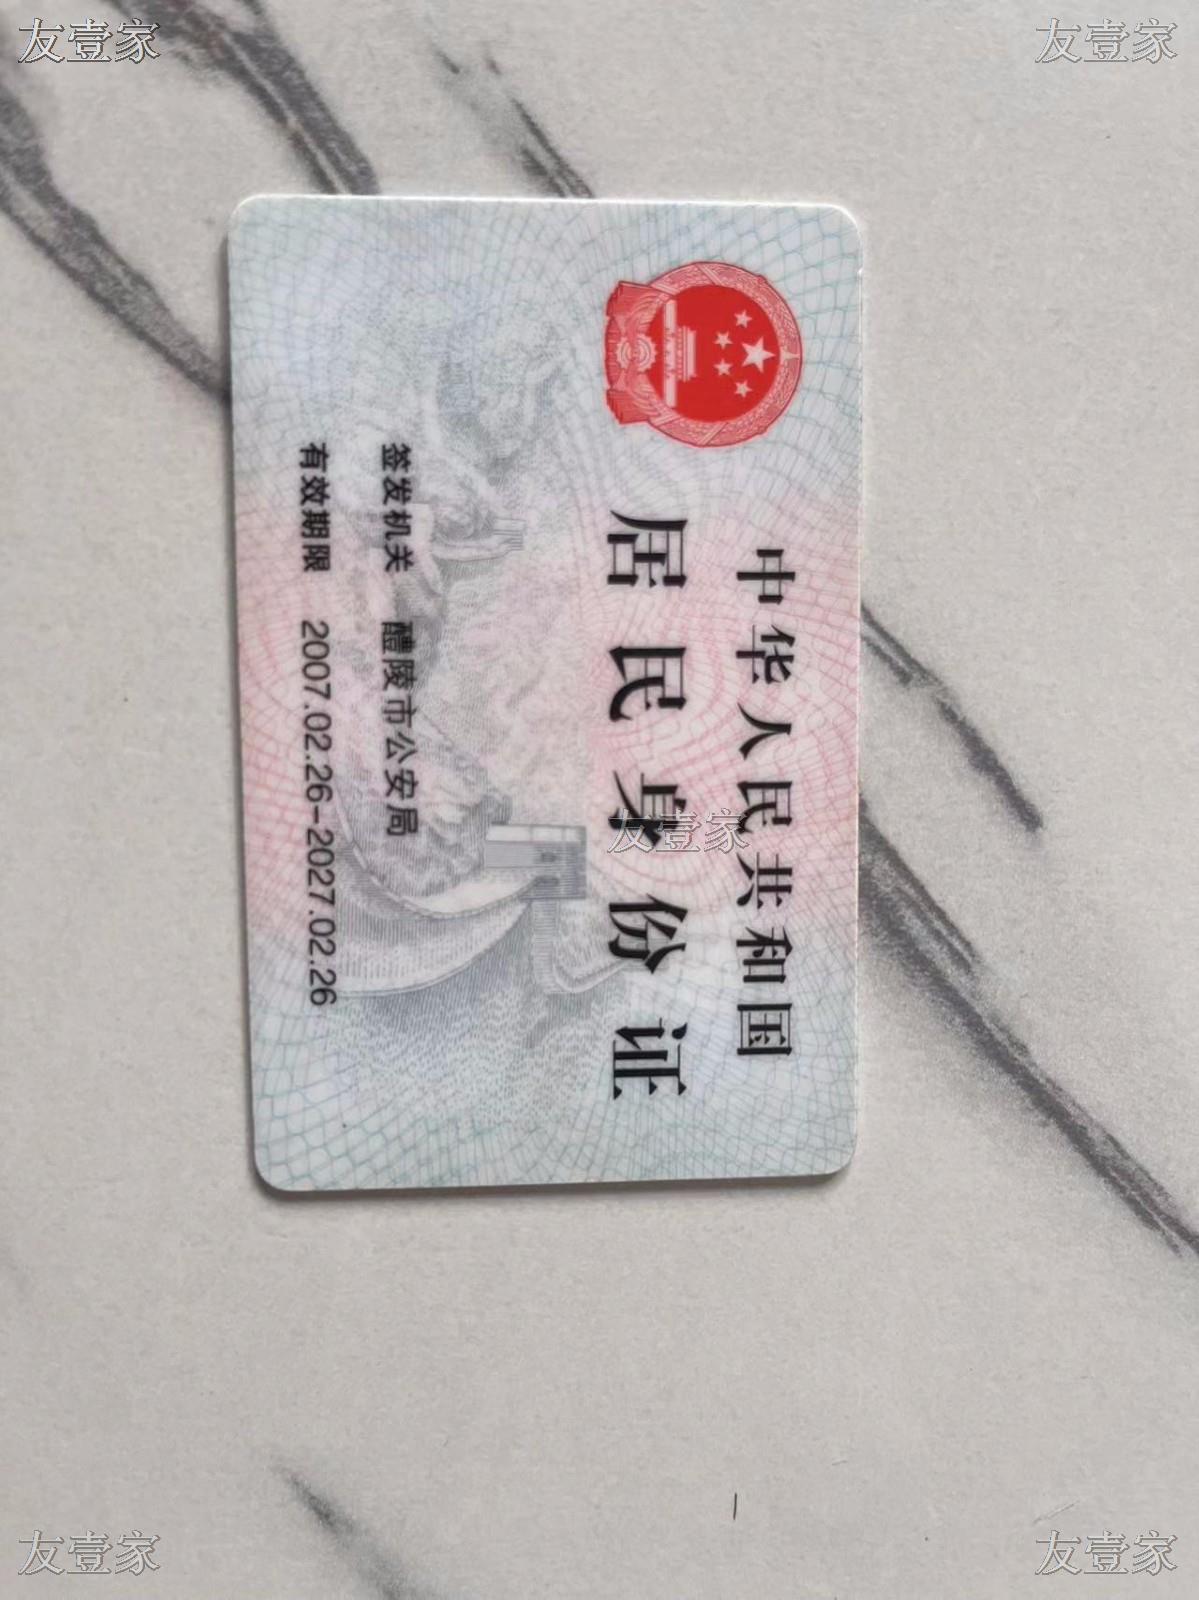 友壹家
友壹家
中华人民共和国
居民身份证
友壹家
签发机关 醴陵市公安局
有效期限 2007.02.26-2027.02.26
友壹家
友壹家